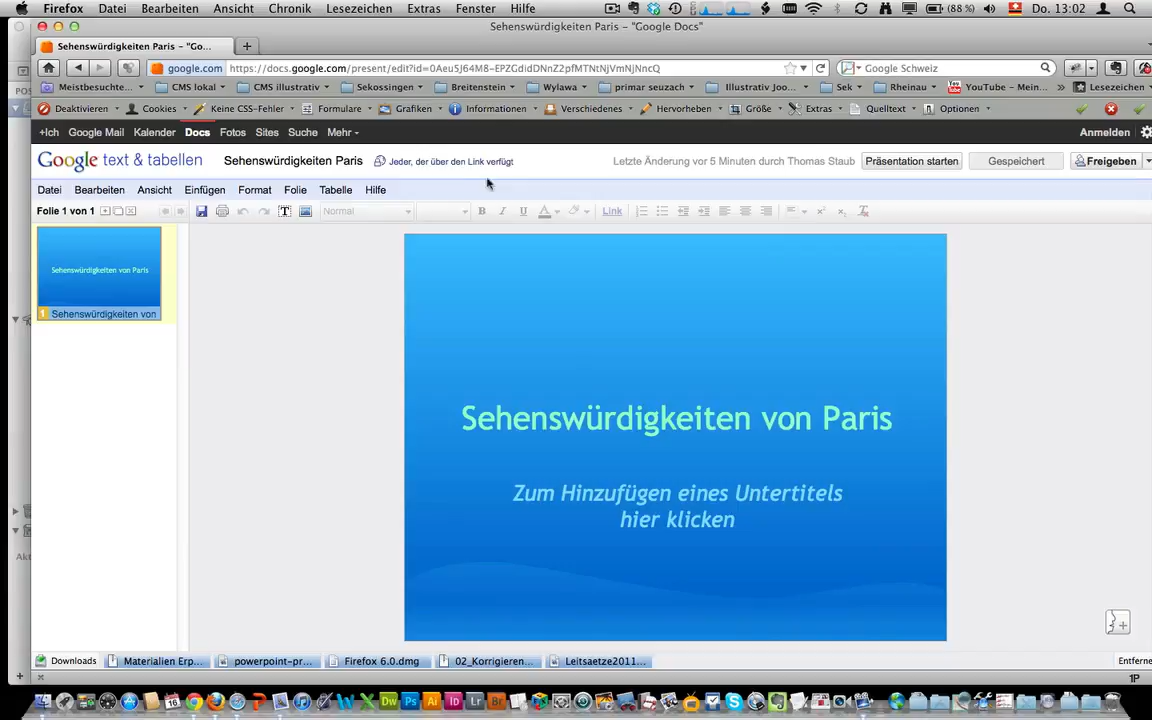 Firefox Datei Bearbeiten Ansicht Chronik Lesezeichen Extras Fenster Hilfe (88 %) Do. 13:02
Sehenswürdigkeiten Paris – "Google Docs"
Sehenswürdigkeiten Paris – "Go...
google.com https://docs.google.com/present/edit?id=0Aeu5J64M8-EPZGdidDNnZ2pfMTNtNjVmNjNncQ Google Schweiz
Meistbesuchte... CMS lokal CMS illustrativ Sekossingen Breitenstein Wylawa primar seuzach Illustrativ Joo... Sek Rheinau YouTube – Mein... Lesezeichen
Deaktivieren Cookies Keine CSS-Fehler Formulare Grafiken Informationen Verschiedenes Hervorheben Größe Extras Quelltext Optionen
+Ich Google Mail Kalender Docs Fotos Sites Suche Mehr Anmelden
Google text & tabellen Sehenswürdigkeiten Paris Jeder, der über den Link verfügt Letzte Änderung vor 5 Minuten durch Thomas Staub Präsentation starten Gespeichert Freigeben
Datei Bearbeiten Ansicht Einfügen Format Folie Tabelle Hilfe
Folie 1 von 1 Normal B I U A Link
Sehenswürdigkeiten von Paris
1 Sehenswürdigkeiten von
Sehenswürdigkeiten von Paris
Zum Hinzufügen eines Untertitels
hier klicken
Akt
Downloads Materialien Erp... powerpoint-pr... Firefox 6.0.dmg 02_Korrigieren... Leitsaetze2011... Entferne
1P